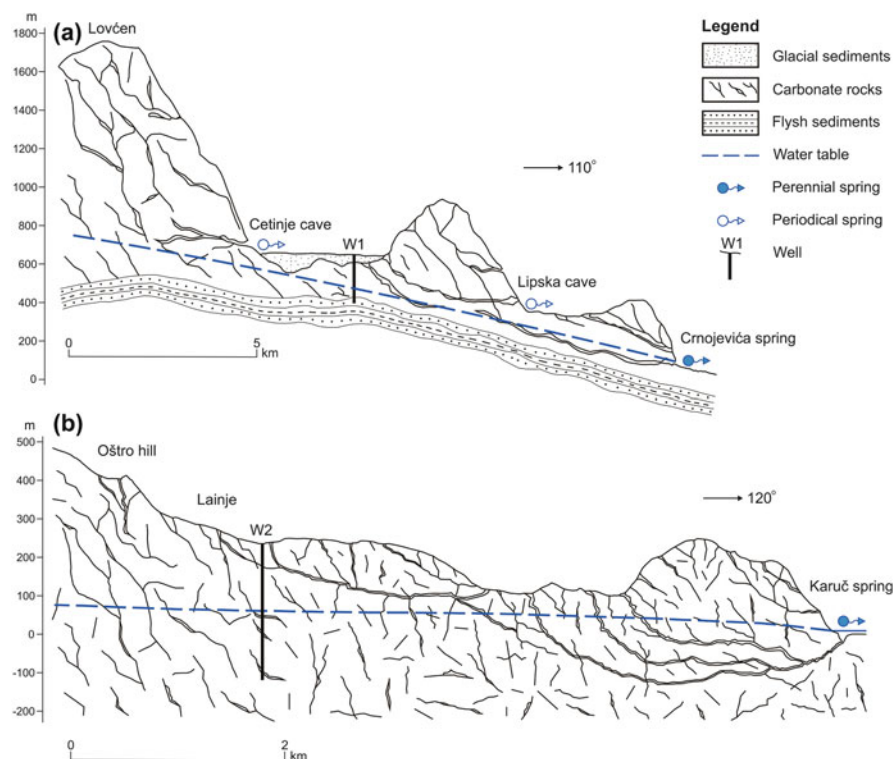 (a)
m
1800
1600
1400
1200
1000
800
600
400
200
0
Lovćen
Cetinje cave
W1
Lipska cave
Crnojevića spring
110°
0
5
km
Legend
Glacial sediments
Carbonate rocks
Flysh sediments
Water table
Perennial spring
Periodical spring
W1
Well
(b)
m
500
400
300
200
100
0
-100
-200
Oštro hill
Lainje
W2
120°
Karuč spring
0
2
km